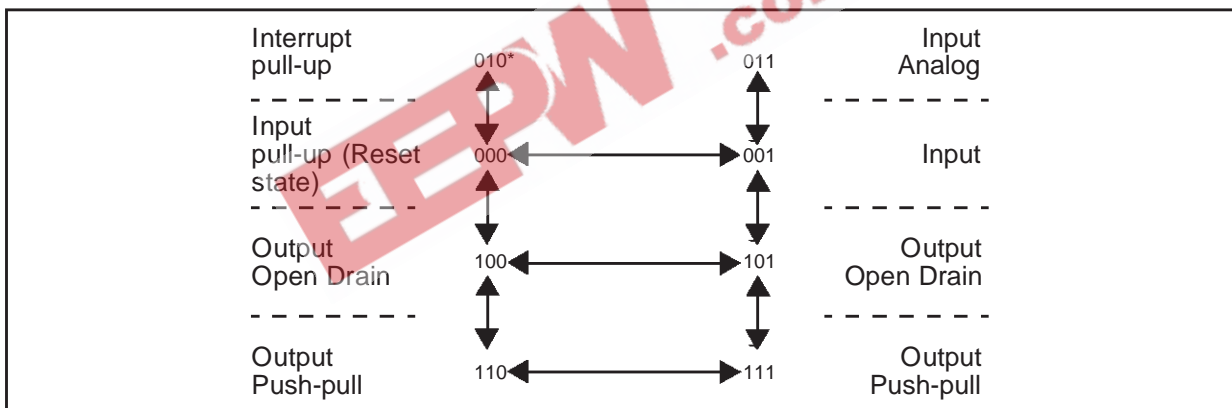 Interrupt
pull-up
010*
011
Input
Analog
Input
pull-up (Reset
state)
000
001
Input
Output
Open Drain
100
101
Output
Open Drain
Output
Push-pull
110
111
Output
Push-pull
EEPW
.co